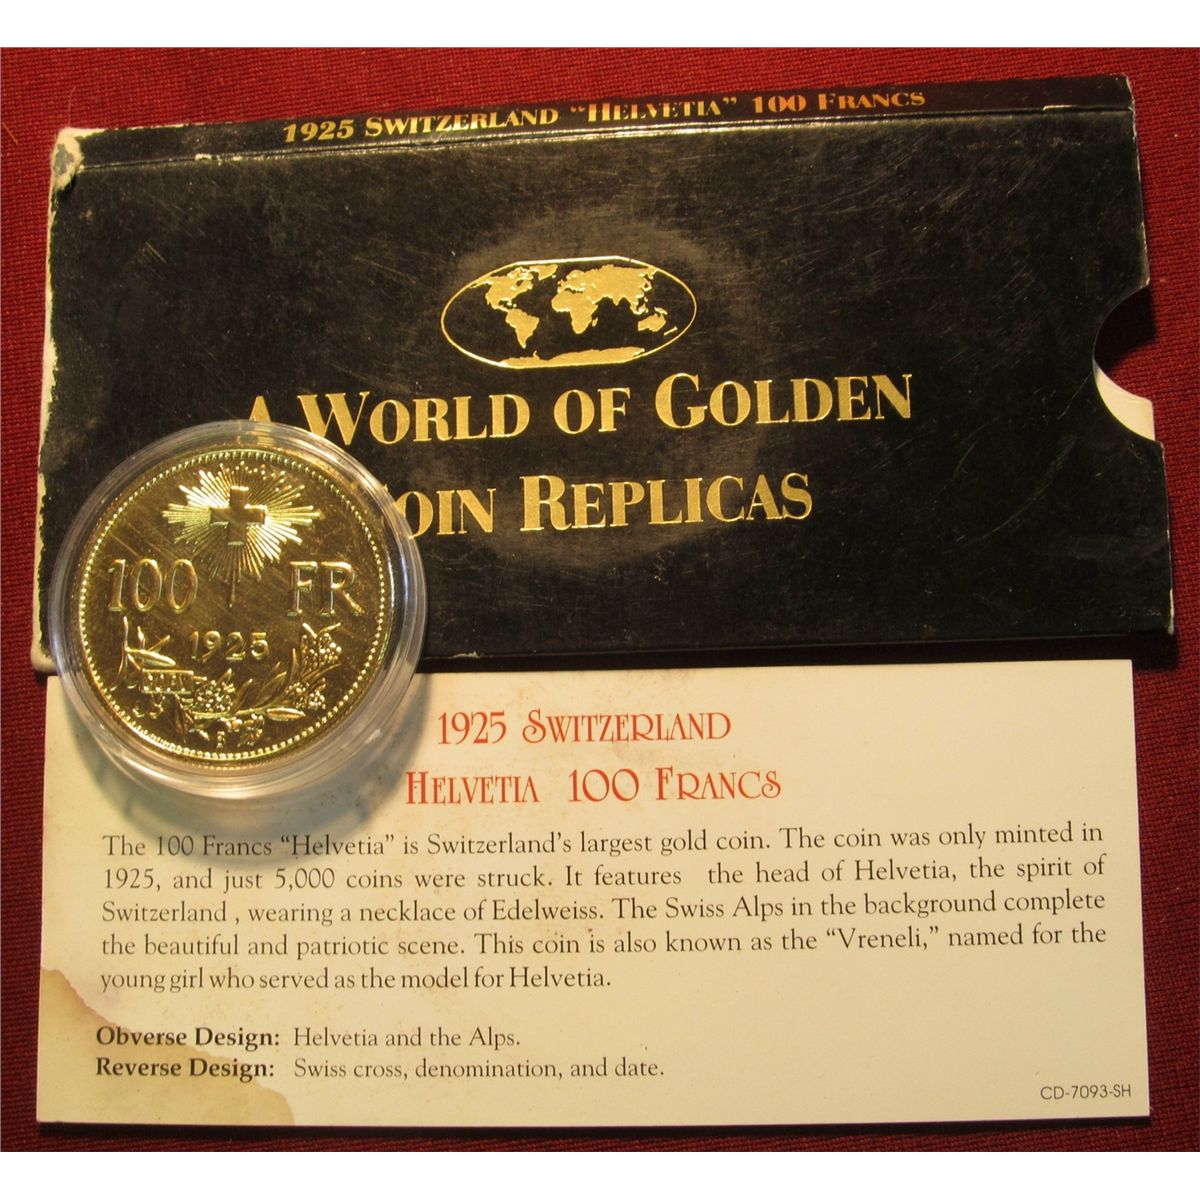 1925 SWITZERLAND "HELVETIA" 100 FRANCS
A WORLD OF GOLDEN
COIN REPLICAS
100 FR
1925
B
1925 SWITZERLAND
HELVETIA 100 FRANCS
The 100 Francs "Helvetia" is Switzerland's largest gold coin. The coin was only minted in
1925, and just 5,000 coins were struck. It features the head of Helvetia, the spirit of
Switzerland , wearing a necklace of Edelweiss. The Swiss Alps in the background complete
the beautiful and patriotic scene. This coin is also known as the "Vreneli," named for the
young girl who served as the model for Helvetia.
Obverse Design: Helvetia and the Alps.
Reverse Design: Swiss cross, denomination, and date.
CD-7093-SH